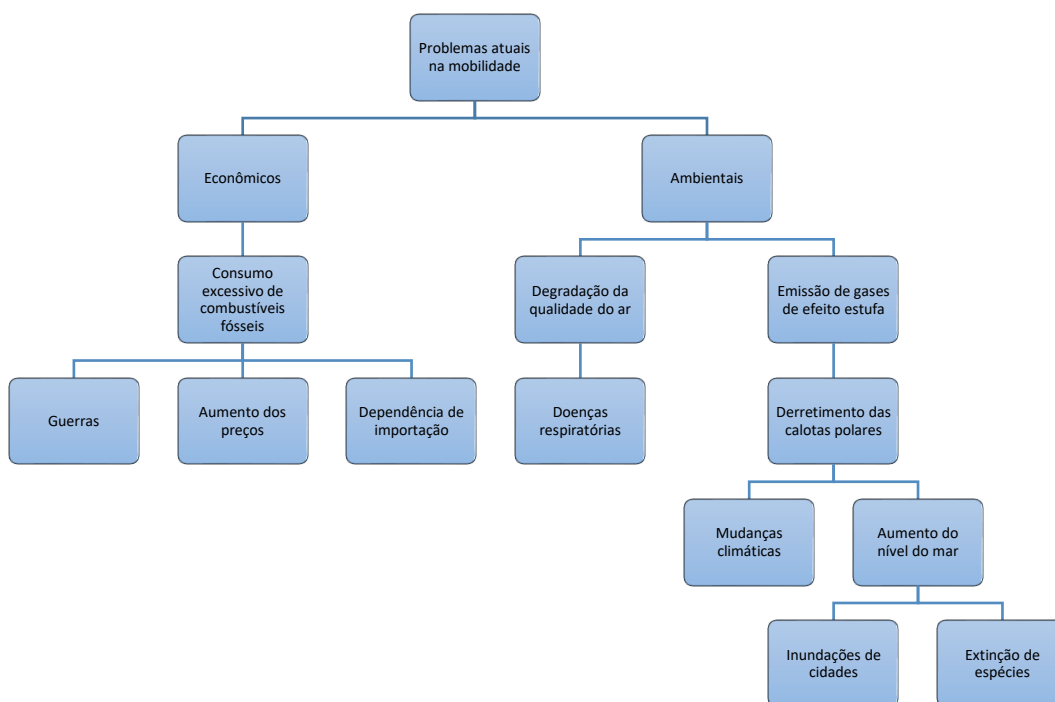 Problemas atuais
na mobilidade
Econômicos
Ambientais
Consumo
excessivo de
combustíveis
fósseis
Degradação da
qualidade do ar
Emissão de gases
de efeito estufa
Guerras
Aumento dos
preços
Dependência de
importação
Doenças
respiratórias
Derretimento das
calotas polares
Mudanças
climáticas
Aumento do
nível do mar
Inundações de
cidades
Extinção de
espécies